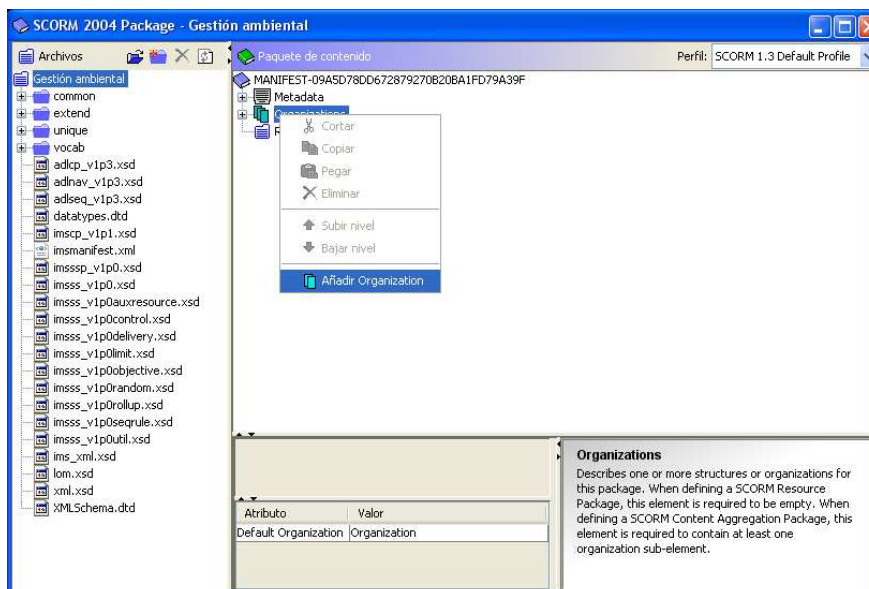 SCORM 2004 Package - Gestión ambiental
Archivos
Paquete de contenido
Perfil: SCORM 1.3 Default Profile
Gestión ambiental
common
extend
unique
vocab
adlcp_v1p3.xsd
adlnav_v1p3.xsd
adlseq_v1p3.xsd
datatypes.dtd
imscp_v1p1.xsd
imsmanifest.xml
imsssp_v1p0.xsd
imsss_v1p0.xsd
imsss_v1p0auxresource.xsd
imsss_v1p0control.xsd
imsss_v1p0delivery.xsd
imsss_v1p0limit.xsd
imsss_v1p0objective.xsd
imsss_v1p0random.xsd
imsss_v1p0rollup.xsd
imsss_v1p0seqrule.xsd
imsss_v1p0util.xsd
ims_xml.xsd
lom.xsd
xml.xsd
XMLSchema.dtd
MANIFEST-09A5D78DD672879270B20BA1FD79A39F
Metadata
Organizations
Cortar
Copiar
Pegar
Eliminar
Subir nivel
Bajar nivel
Añadir Organization
Atributo Valor
Default Organization Organization
Organizations
Describes one or more structures or organizations for
this package. When defining a SCORM Resource
Package, this element is required to be empty. When
defining a SCORM Content Aggregation Package, this
element is required to contain at least one
organization sub-element.